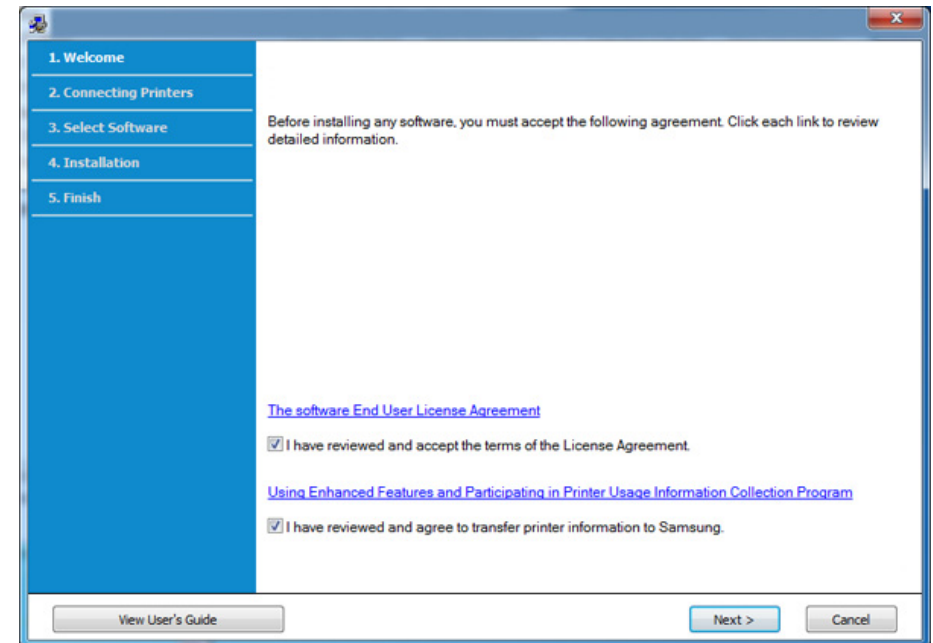 1. Welcome
2. Connecting Printers
3. Select Software
4. Installation
5. Finish
Before installing any software, you must accept the following agreement. Click each link to review
detailed information.
The software End User License Agreement
I have reviewed and accept the terms of the License Agreement.
Using Enhanced Features and Participating in Printer Usage Information Collection Program
I have reviewed and agree to transfer printer information to Samsung.
View User's Guide
Next >
Cancel